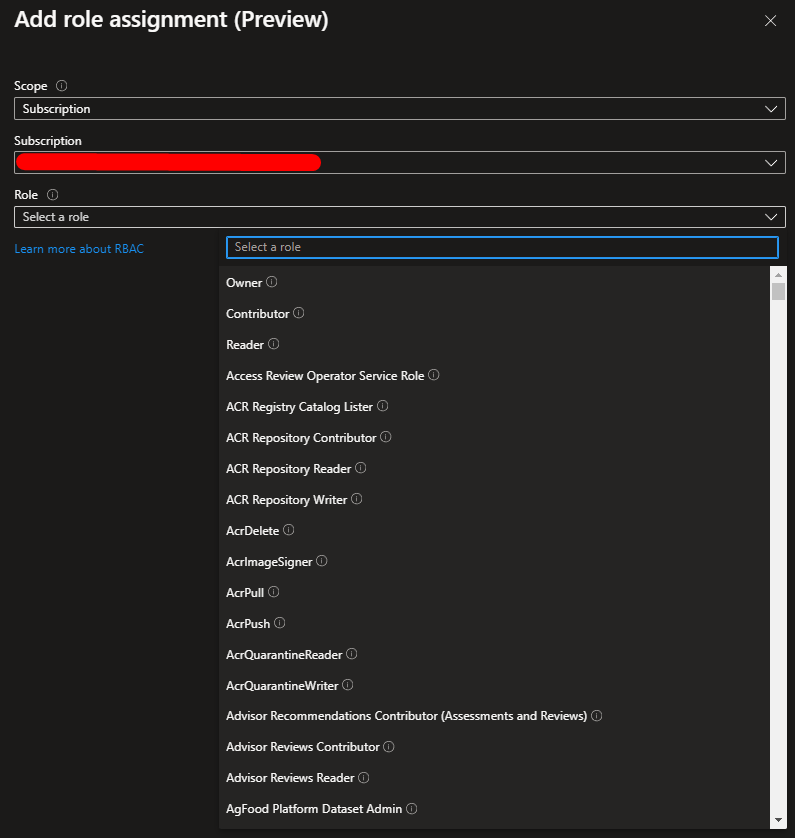 Add role assignment (Preview)
Scope
Subscription
Subscription
Role
Select a role
Learn more about RBAC
Select a role
Owner
Contributor
Reader
Access Review Operator Service Role
ACR Registry Catalog Lister
ACR Repository Contributor
ACR Repository Reader
ACR Repository Writer
AcrDelete
AcrImageSigner
AcrPull
AcrPush
AcrQuarantineReader
AcrQuarantineWriter
Advisor Recommendations Contributor (Assessments and Reviews)
Advisor Reviews Contributor
Advisor Reviews Reader
AgFood Platform Dataset Admin